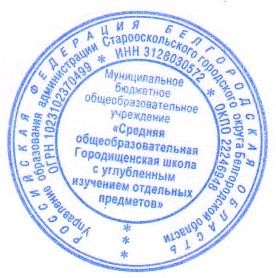 РОССИЙСКАЯ ФЕДЕРАЦИЯ БЕЛГОРОДСКАЯ ОБЛАСТЬ
Управление образования администрации Старооскольского городского округа Белгородской области
ОГРН 1023102370499 * ИНН 3128030572 * ОКПО 22246948
Муниципальное
бюджетное
общеобразовательное
учреждение
«Средняя
общеобразовательная
Городищенская школа
с углубленным
изучением отдельных
предметов»